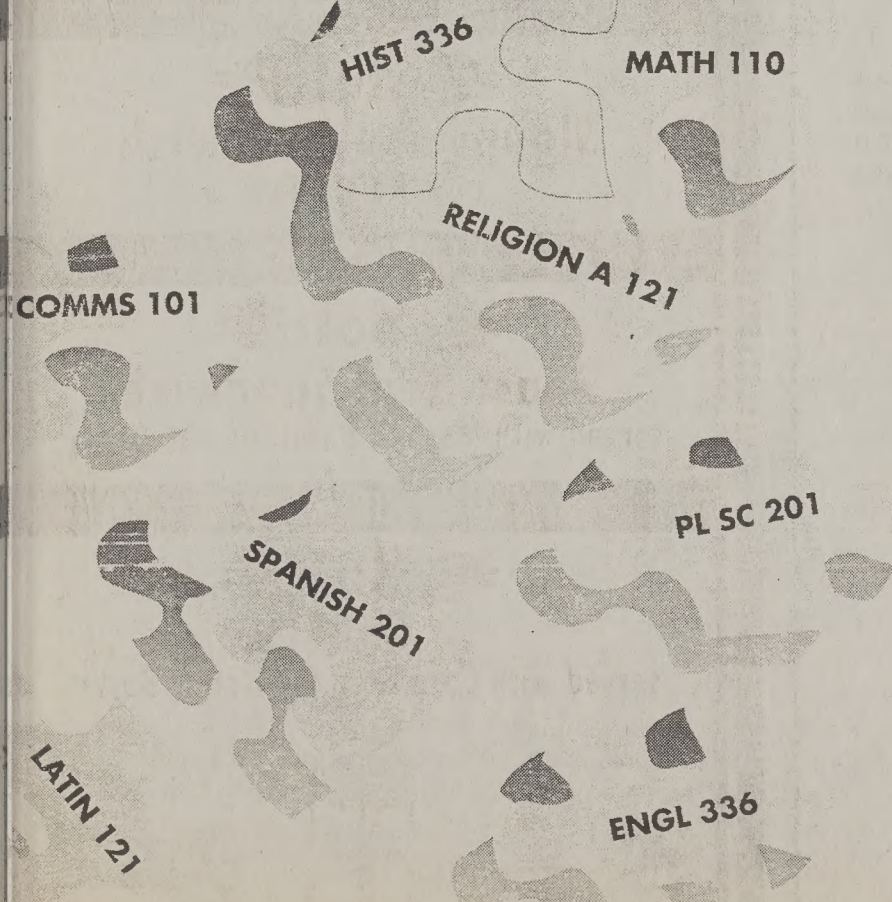 HIST 336
MATH 110
RELIGION A 121
COMMS 101
PL SC 201
SPANISH 201
LATIN 121
ENGL 336